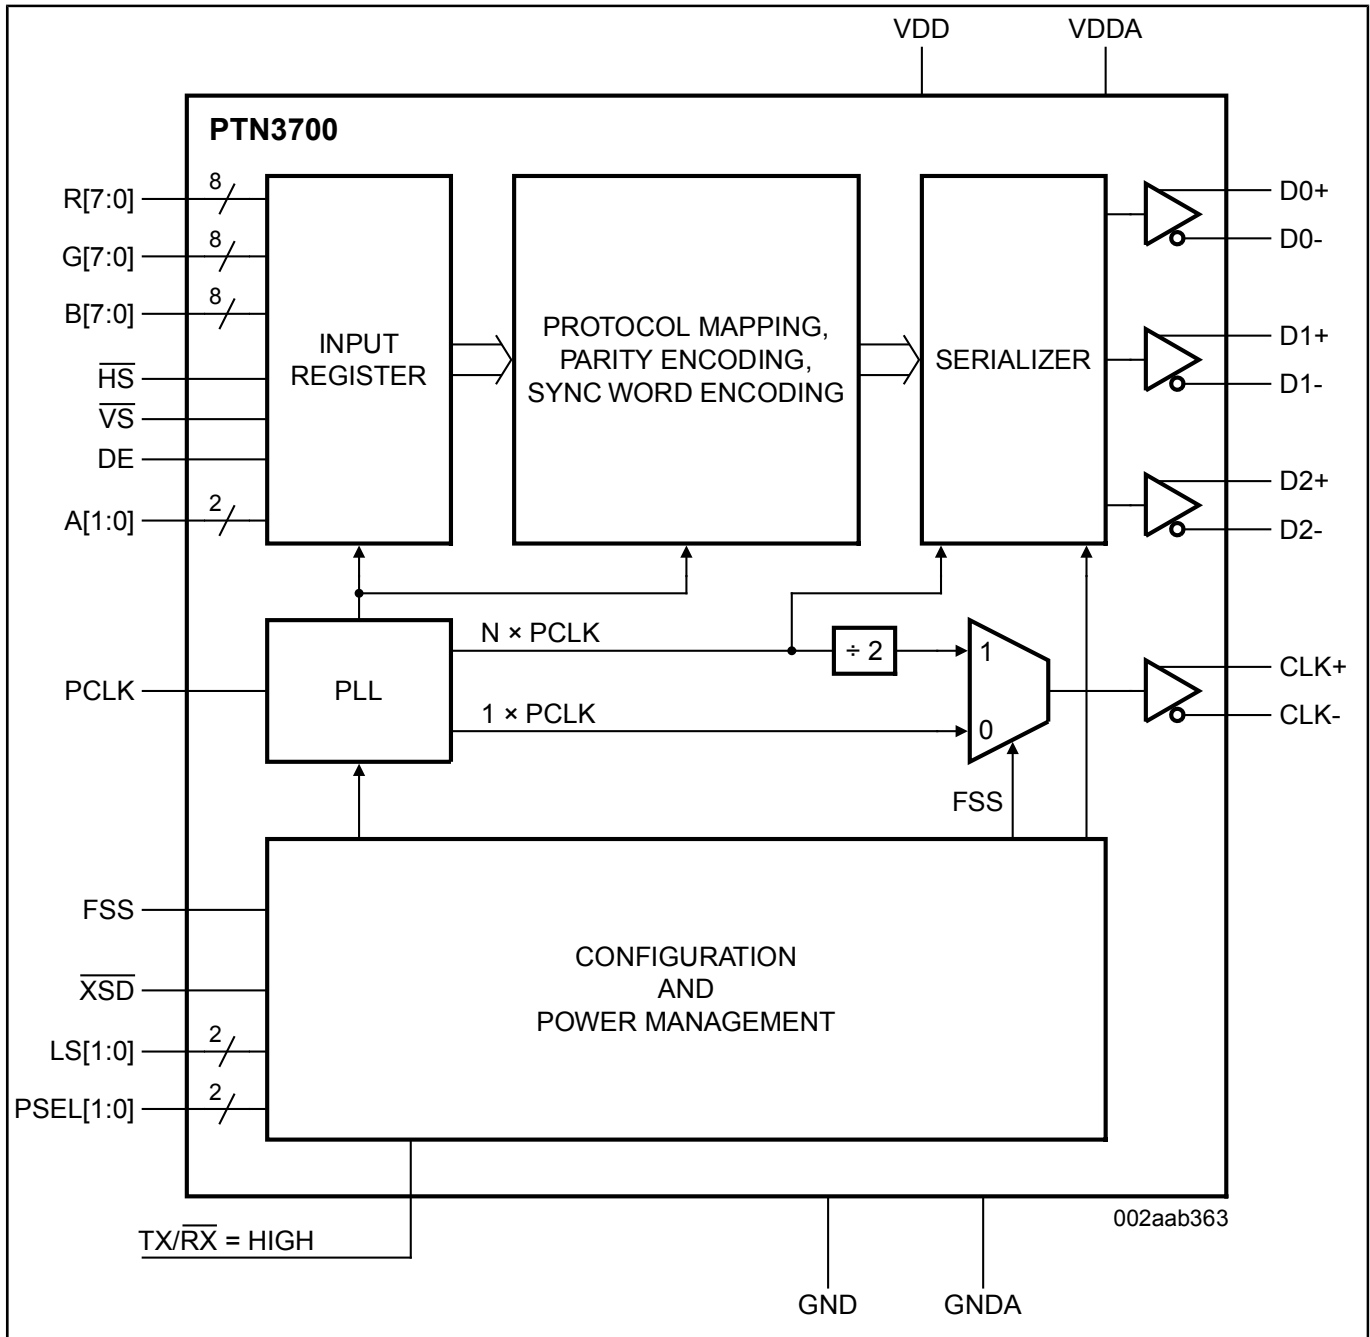 VDD
VDDA
PTN3700
R[7:0]
8
G[7:0]
8
B[7:0]
8
HS
VS
DE
A[1:0]
2
INPUT
REGISTER
PROTOCOL MAPPING,
PARITY ENCODING,
SYNC WORD ENCODING
SERIALIZER
D0+
D0-
D1+
D1-
D2+
D2-
PCLK
PLL
N × PCLK
1 × PCLK
÷ 2
1
0
FSS
CLK+
CLK-
FSS
XSD
LS[1:0]
2
PSEL[1:0]
2
CONFIGURATION
AND
POWER MANAGEMENT
TX/RX = HIGH
002aab363
GND
GNDA